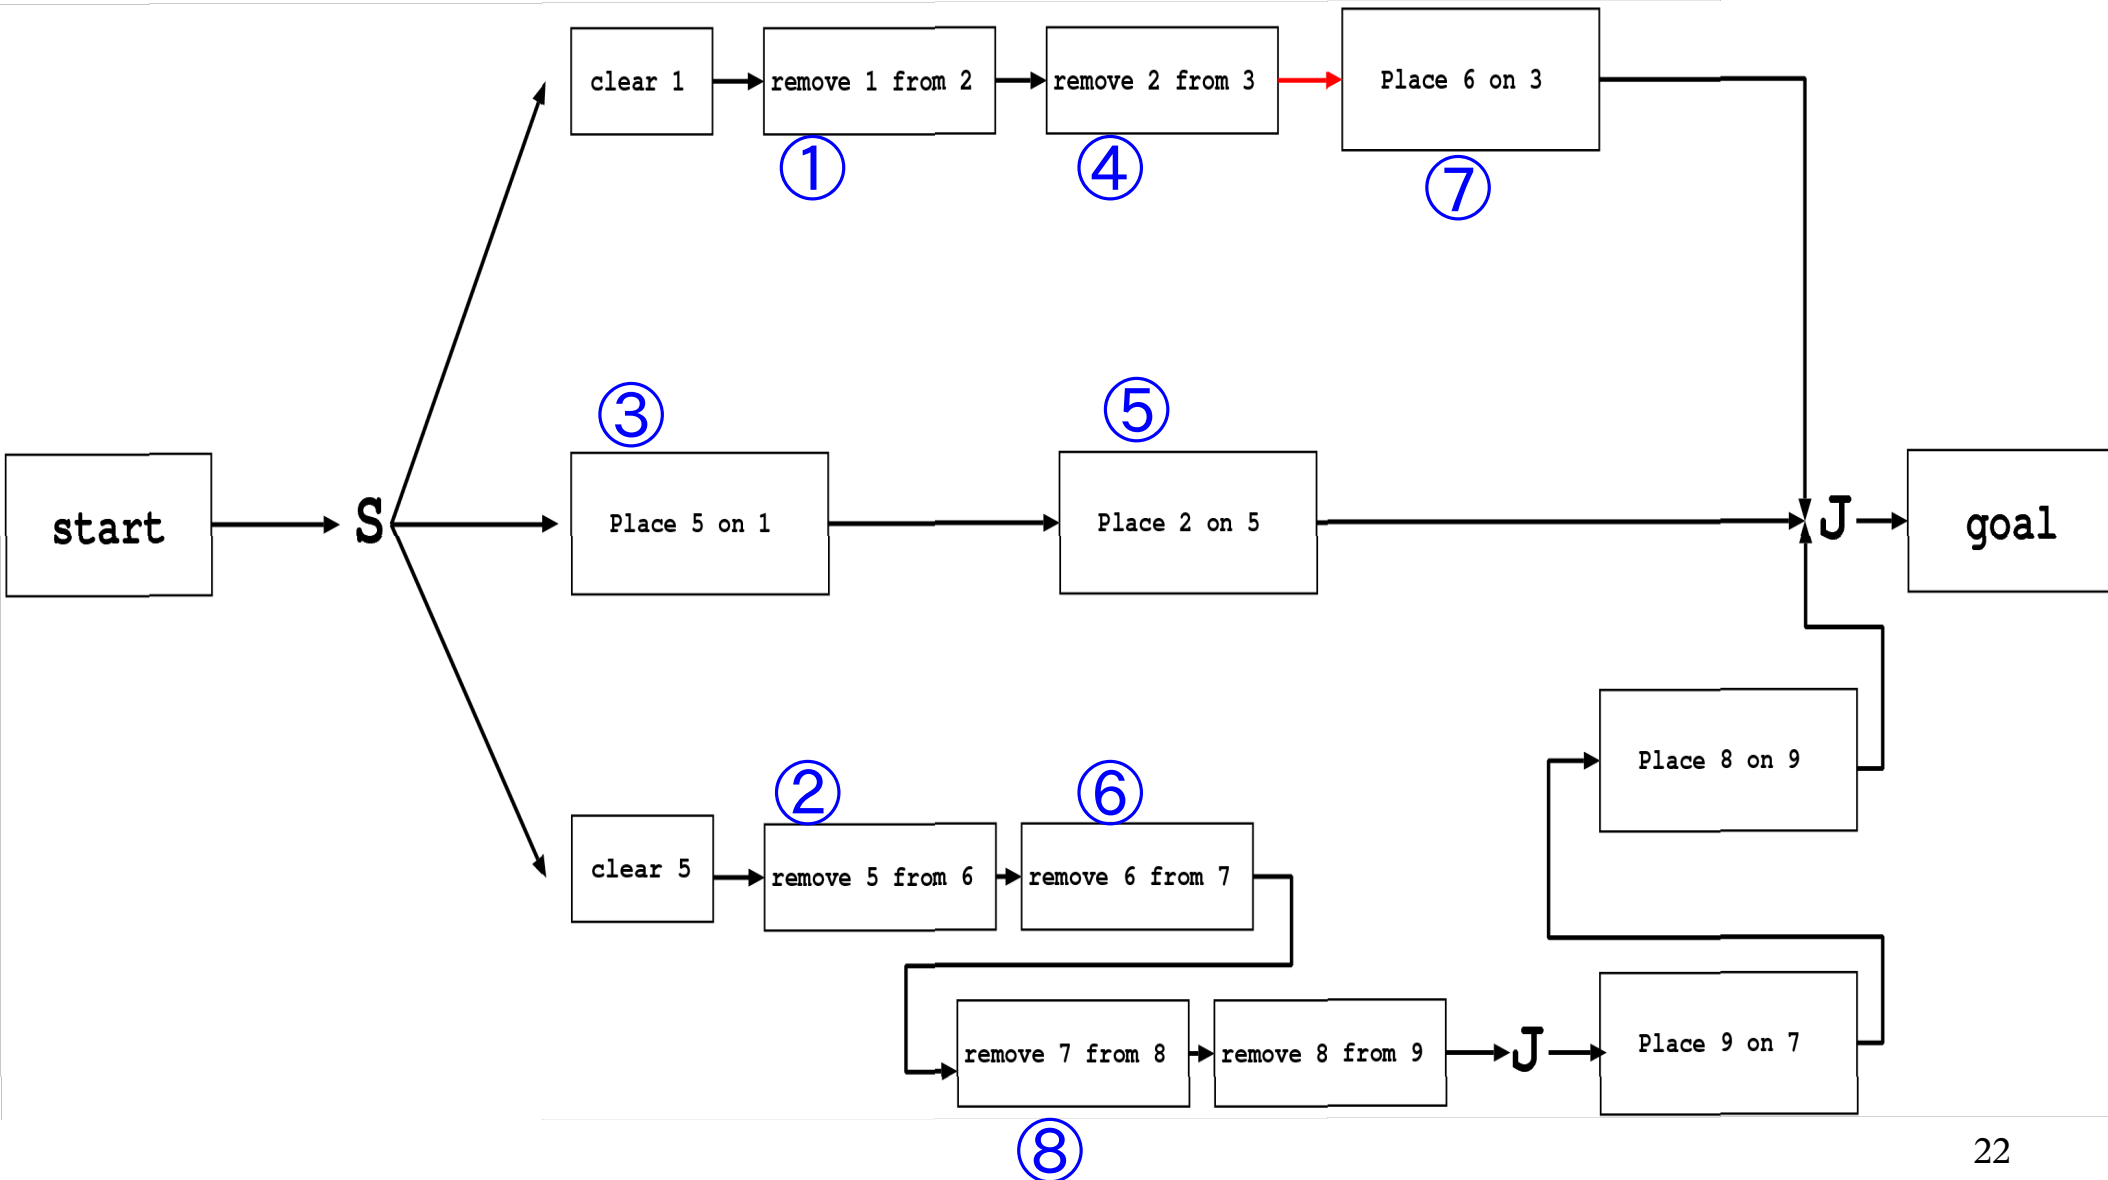 clear 1
remove 1 from 2
remove 2 from 3
Place 6 on 3
①
④
⑦
③
⑤
start
S
Place 5 on 1
Place 2 on 5
J
goal
②
⑥
Place 8 on 9
clear 5
remove 5 from 6
remove 6 from 7
remove 7 from 8
remove 8 from 9
J
Place 9 on 7
⑧
22